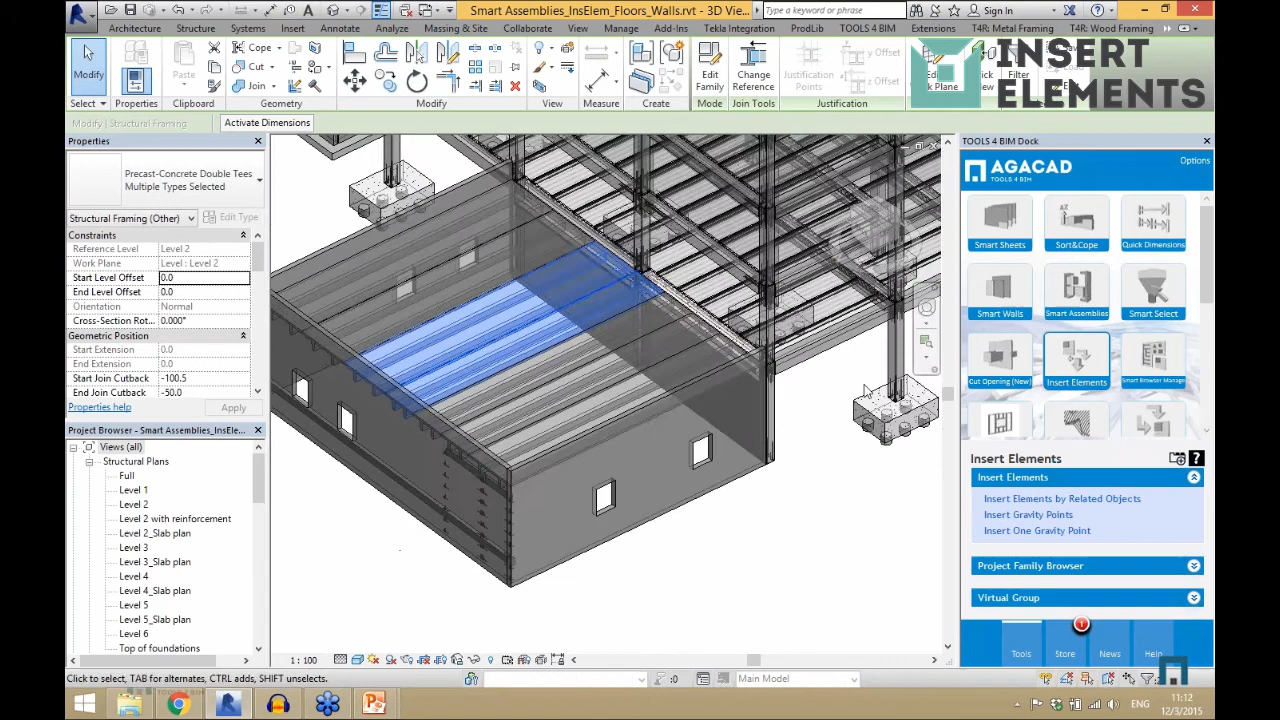 Smart Assemblies_InsElem_Floors_Walls.rvt - 3D Vie...
Type a keyword or phrase
Sign In
Architecture
Structure
Systems
Insert
Annotate
Analyze
Massing & Site
Collaborate
View
Manage
Add-Ins
Tekla Integration
ProdLib
TOOLS 4 BIM
Extensions
T4R: Metal Framing
T4R: Wood Framing
INSERT
ELEMENTS
Modify
Paste
Cope
Cut
Join
Edit
Family
Change
Reference
Justification
Points
y Offset
z Offset
Filter
Select
Properties
Clipboard
Geometry
Modify
View
Measure
Create
Mode
Join Tools
Justification
Modify | Structural Framing
Activate Dimensions
Properties
Precast-Concrete Double Tees
Multiple Types Selected
Structural Framing (Other)
Edit Type
Constraints
Reference Level
Level 2
Work Plane
Level : Level 2
Start Level Offset
0.0
End Level Offset
0.0
Orientation
Normal
Cross-Section Rot...
0.000°
Geometric Position
Start Extension
0.0
End Extension
0.0
Start Join Cutback
-100.5
End Join Cutback
-50.0
Properties help
Apply
Project Browser - Smart Assemblies_InsEle...
Views (all)
Structural Plans
Full
Level 1
Level 2
Level 2 with reinforcement
Level 2_Slab plan
Level 3
Level 3_Slab plan
Level 4
Level 4_Slab plan
Level 5
Level 5_Slab plan
Level 6
Top of foundations
TOOLS 4 BIM Dock
AGACAD
TOOLS 4 BIM
Options
Smart Sheets
Sort&Cope
Quick Dimensions
Smart Walls
Smart Assemblies
Smart Select
Cut Opening (New)
Insert Elements
Smart Browser Manage
Insert Elements
Insert Elements
Insert Elements by Related Objects
Insert Gravity Points
Insert One Gravity Point
Project Family Browser
Virtual Group
1
Tools
Store
News
Help
1 : 100
Click to select, TAB for alternates, CTRL adds, SHIFT unselects.
:0
Main Model
ENG
11:12
12/3/2015